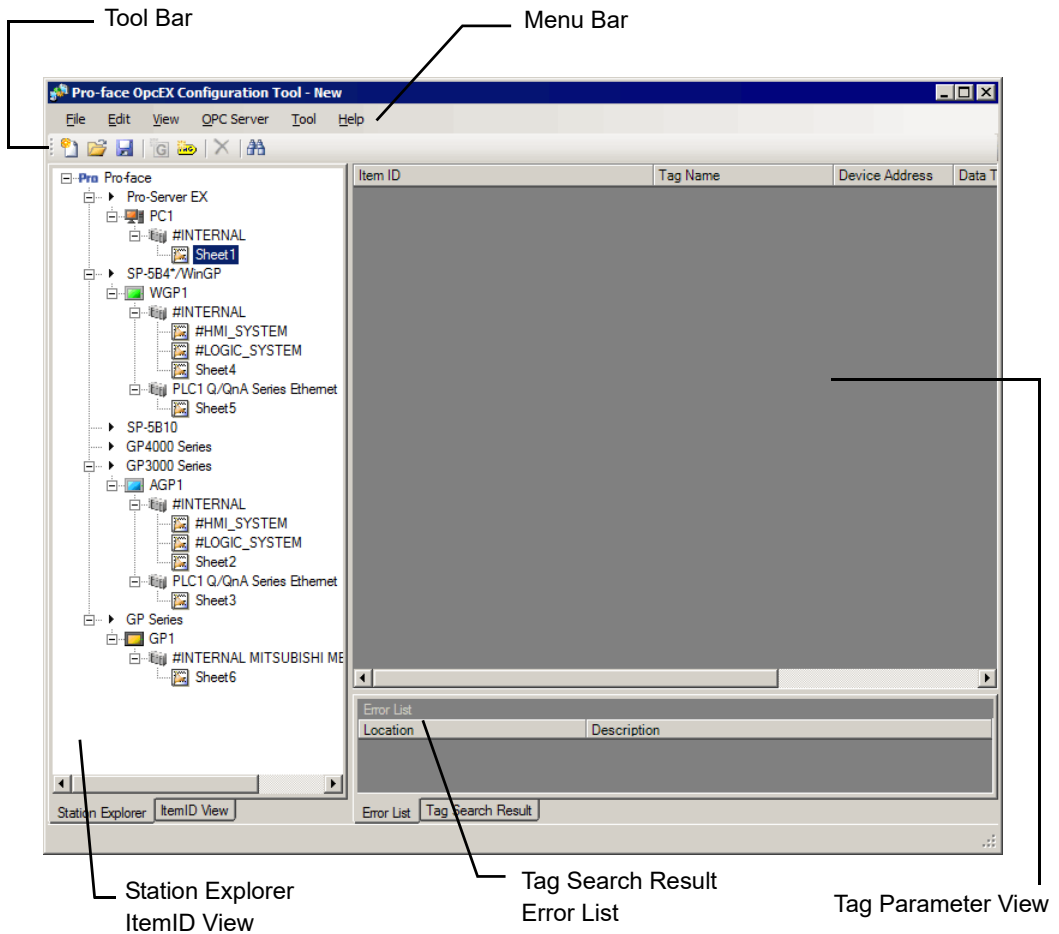 Tool Bar
Menu Bar
Pro-face OpcEX Configuration Tool - New
File Edit View OPC Server Tool Help
Pro Pro-face
Pro-Server EX
PC1
#INTERNAL
Sheet1
SP-5B4*/WinGP
WGP1
#INTERNAL
#HMI_SYSTEM
#LOGIC_SYSTEM
Sheet4
PLC1 Q/QnA Series Ethernet
Sheet5
SP-5B10
GP4000 Series
GP3000 Series
AGP1
#INTERNAL
#HMI_SYSTEM
#LOGIC_SYSTEM
Sheet2
PLC1 Q/QnA Series Ethernet
Sheet3
GP Series
GP1
#INTERNAL MITSUBISHI ME
Sheet6
Station Explorer ItemID View
Item ID Tag Name Device Address Data T
Error List
Location Description
Error List Tag Search Result
Station Explorer
ItemID View
Tag Search Result
Error List
Tag Parameter View